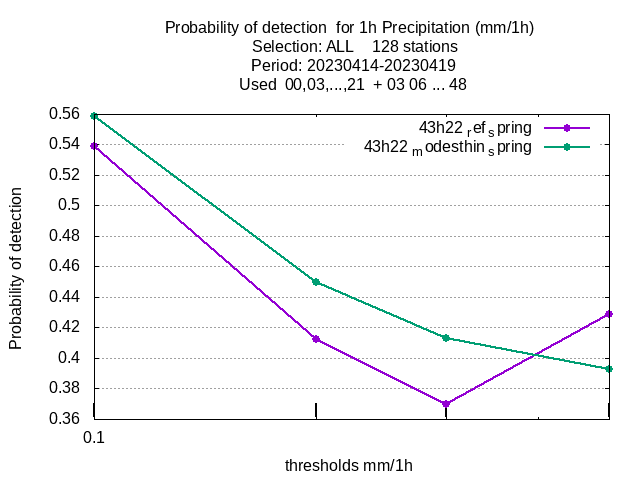 Probability of detection  for 1h Precipitation (mm/1h)
Selection: ALL    128 stations
Period: 20230414-20230419
Used  00,03,...,21  + 03 06 ... 48
43h22 ref spring
43h22 modesthin spring
0.56
0.54
0.52
0.5
0.48
0.46
0.44
0.42
0.4
0.38
0.36
0.1
Probability of detection
thresholds mm/1h